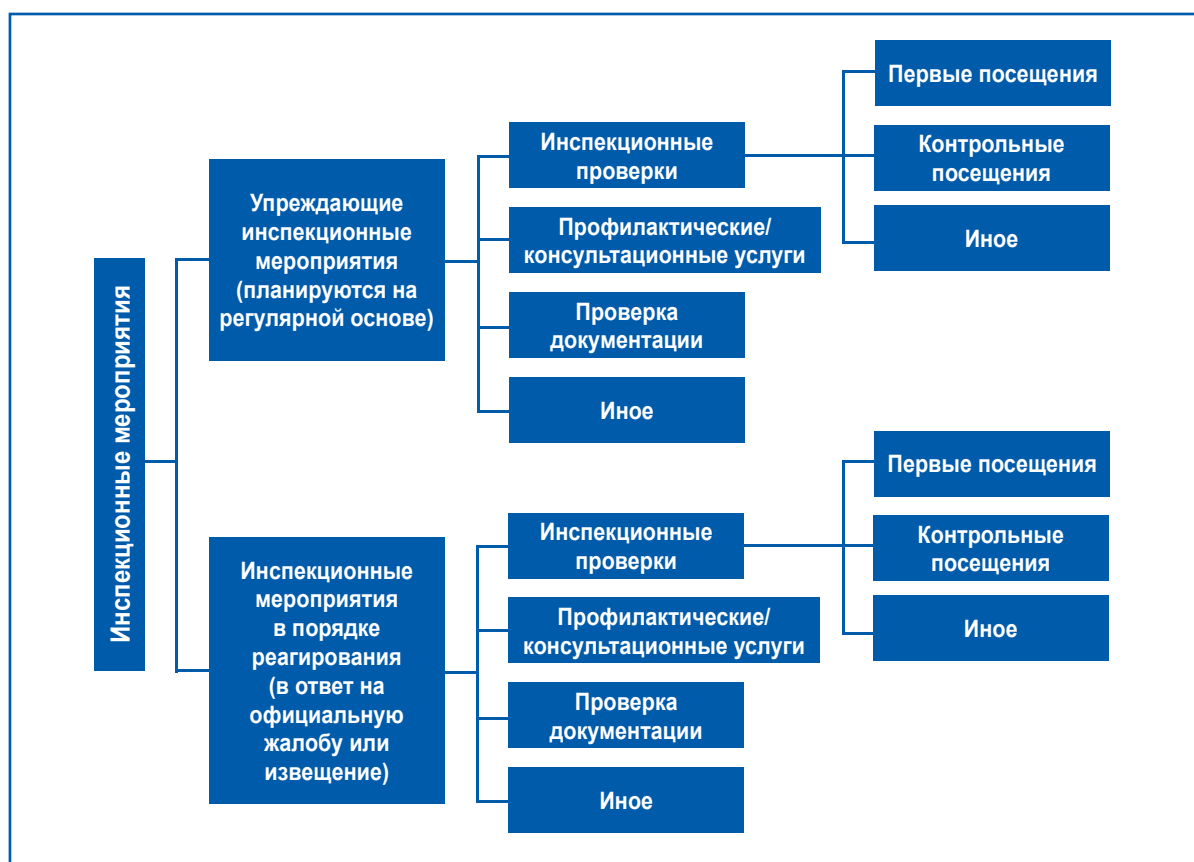 Инспекционные мероприятия
Упреждающие
инспекционные
мероприятия
(планируются на
регулярной основе)
Инспекционные
проверки
Профилактические/
консультационные услуги
Проверка
документации
Иное
Первые посещения
Контрольные
посещения
Иное
Инспекционные
мероприятия
в порядке
реагирования
(в ответ на
официальную
жалобу или
извещение)
Инспекционные
проверки
Профилактические/
консультационные услуги
Проверка
документации
Иное
Первые посещения
Контрольные
посещения
Иное